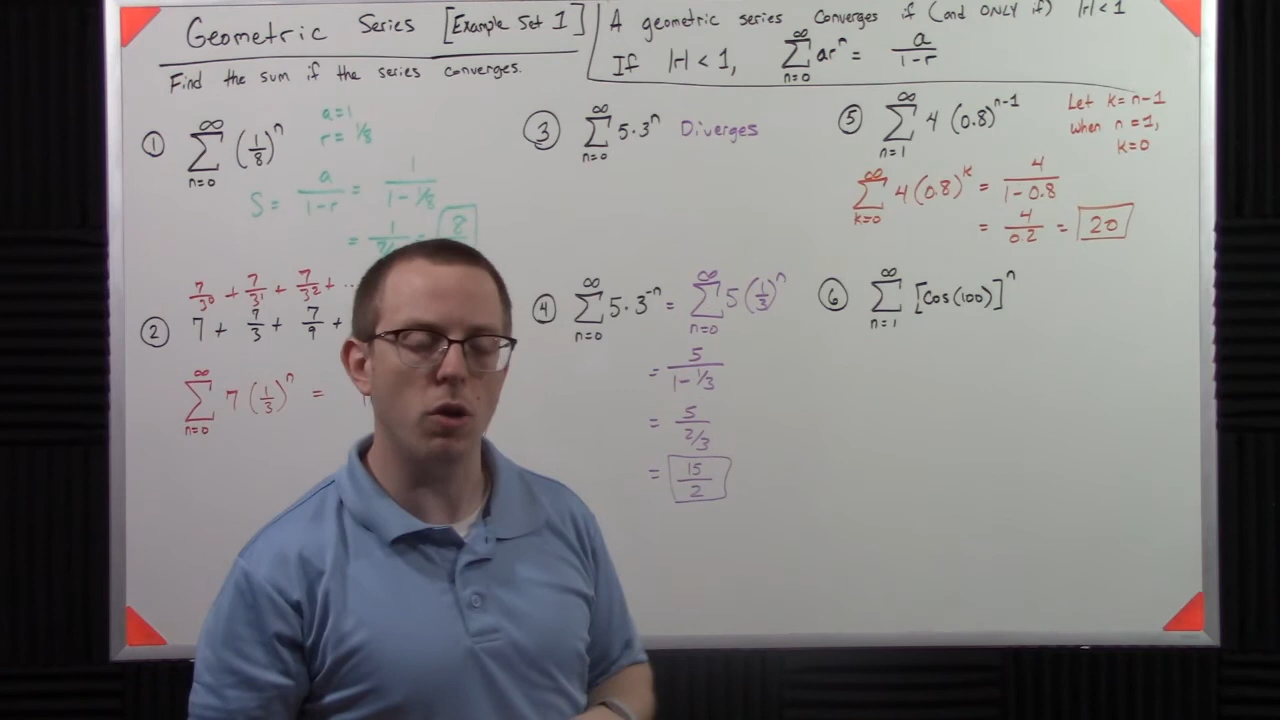 Geometric Series [Example Set 1]
Find the sum if the series converges.
A geometric series converges if (and ONLY if) |r| < 1
If |r| < 1, ∑_{n=0}^{∞} ar^n = a/(1-r)
① ∑_{n=0}^{∞} (1/8)^n
a = 1
r = 1/8
S = a/(1-r) = 1/(1-1/8)
= 8
7/3^0 + 7/3^1 + 7/3^2 + ...
② 7 + 7/3 + 7/9 +
∑_{n=0}^{∞} 7(1/3)^n =
③ ∑_{n=0}^{∞} 5·3^n Diverges
④ ∑_{n=0}^{∞} 5·3^{-n} = ∑_{n=0}^{∞} 5(1/3)^n
= 5/(1-1/3)
= 5/(2/3)
= 15/2
⑤ ∑_{n=1}^{∞} 4(0.8)^{n-1}
Let k = n-1
when n = 1,
k = 0
∑_{k=0}^{∞} 4(0.8)^k = 4/(1-0.8)
= 4/0.2 = 20
⑥ ∑_{n=1}^{∞} [cos(100)]^n